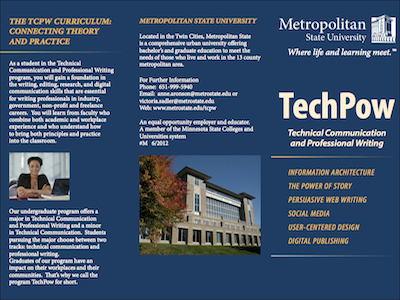 THE TCPW CURRICULUM:
CONNECTING THEORY
AND PRACTICE
As a student in the Technical
Communication and Professional Writing
program, you will gain a foundation in
the writing, editing, research, and digital
communication skills that are essential
for writing professionals in industry,
government, non-profit and freelance
careers. You will learn from faculty who
combine both academic and workplace
experience and who understand how
to bring both principles and practice
into the classroom.
Our undergraduate program offers a
major in Technical Communication
and Professional Writing and a minor
in Technical Communication. Students
pursuing the major choose between two
tracks: technical communication and
professional writing.
Graduates of our program have an
impact on their workplaces and their
communities. That's why we call the
program TechPow for short.
METROPOLITAN STATE UNIVERSITY
Located in the Twin Cities, Metropolitan State
is a comprehensive urban university offering
bachelor's and graduate education to meet the
needs of those who live and work in the 13 county
metropolitan area.
For Further Information
Phone: 651-999-5940
Email: anne.aronson@metrostate.edu or
victoria.sadler@metrostate.edu
Web: www.metrostate.edu/tcpw
An equal opportunity employer and educator.
A member of the Minnesota State Colleges and
Universities system
#M 6/2012
Metropolitan
State University
Where life and learning meet.™
TechPow
Technical Communication
and Professional Writing
INFORMATION ARCHITECTURE
THE POWER OF STORY
PERSUASIVE WEB WRITING
SOCIAL MEDIA
USER-CENTERED DESIGN
DIGITAL PUBLISHING